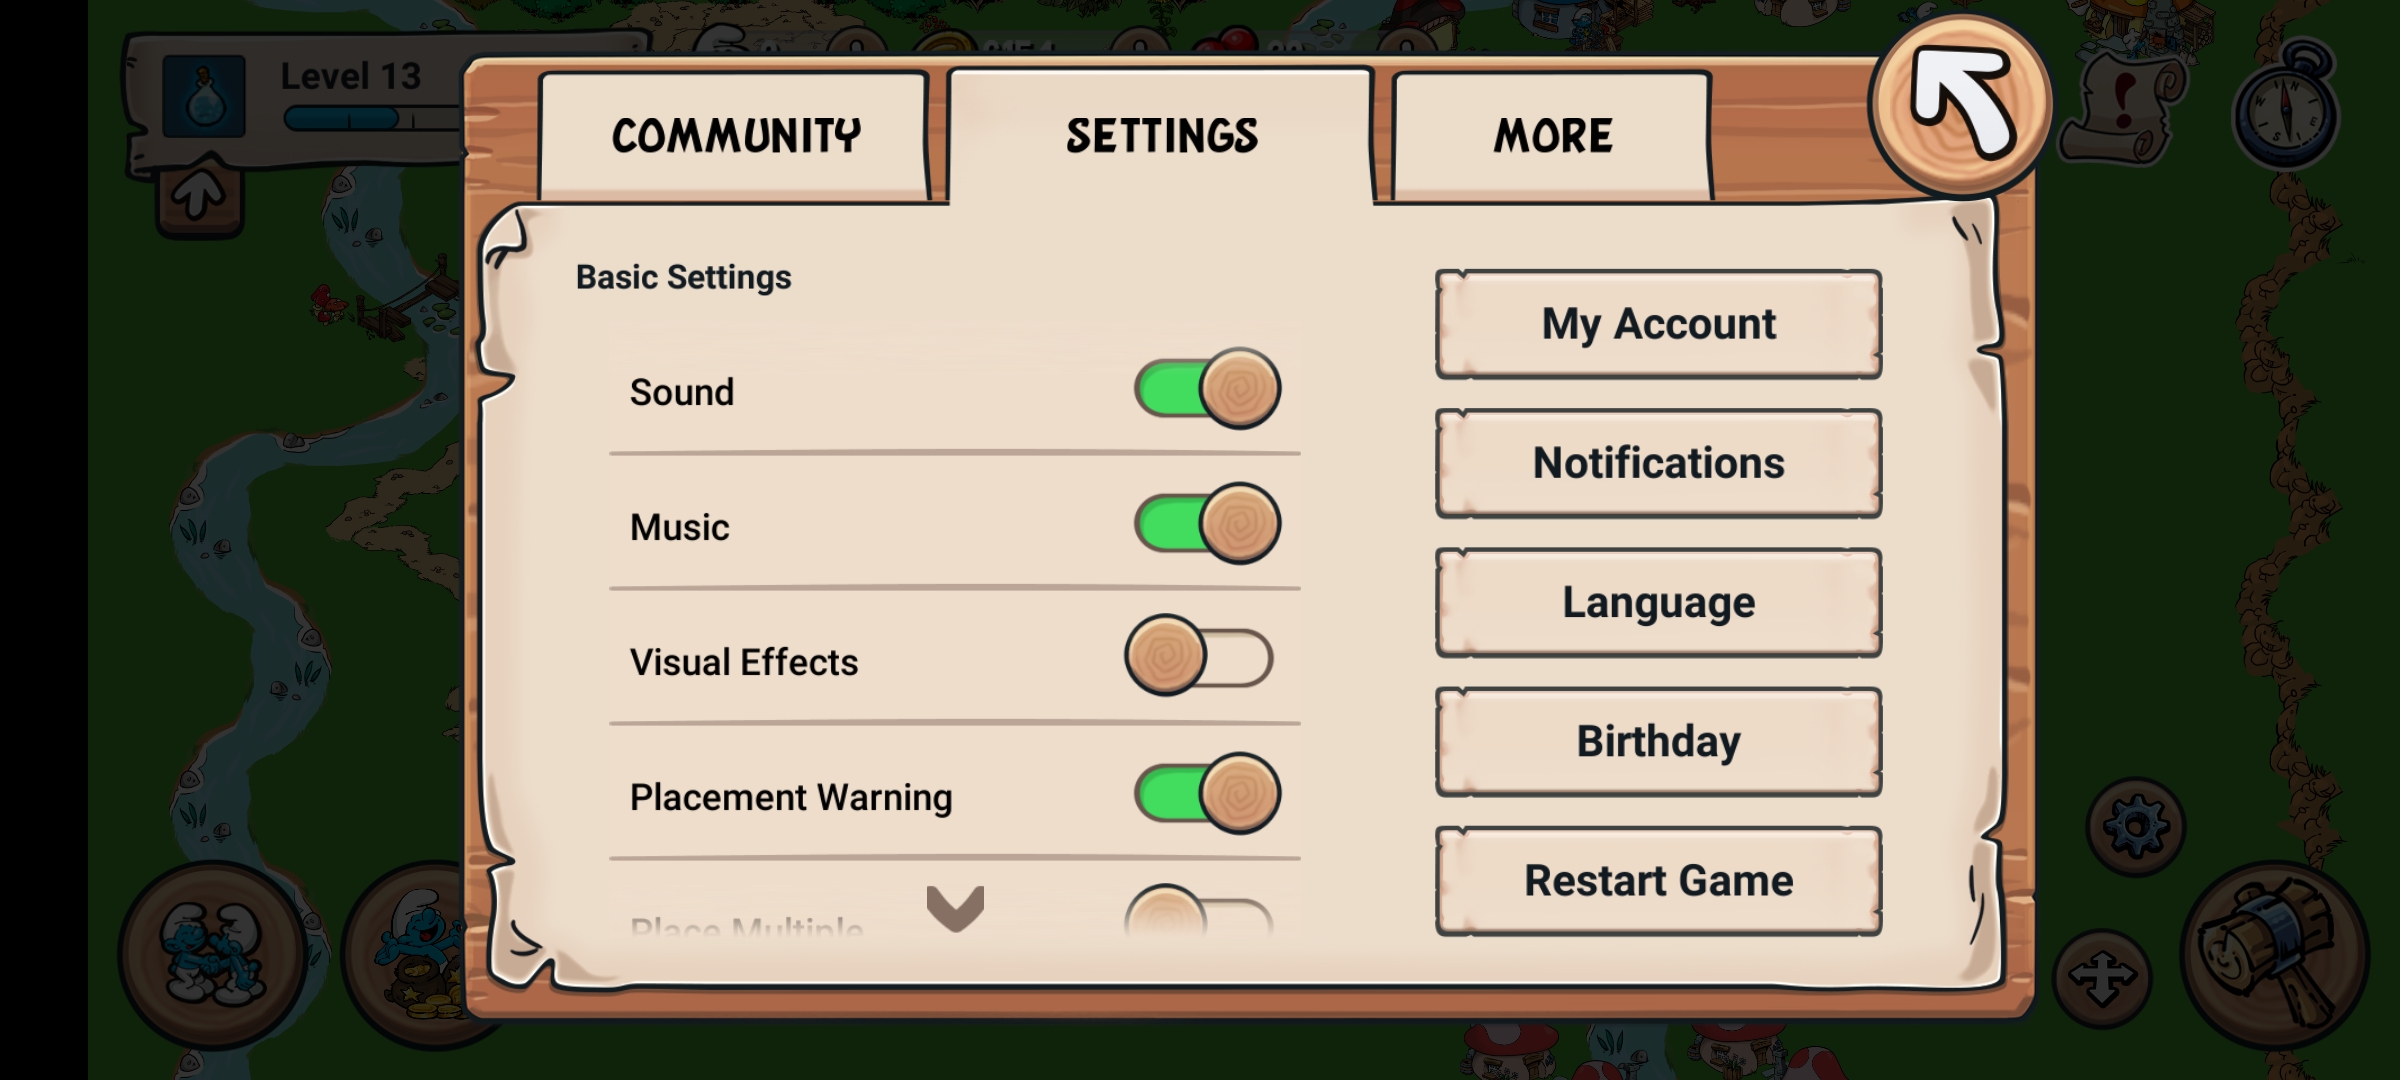 Level 13
COMMUNITY
SETTINGS
MORE
Basic Settings
Sound
Music
Visual Effects
Placement Warning
Place Multiple
My Account
Notifications
Language
Birthday
Restart Game